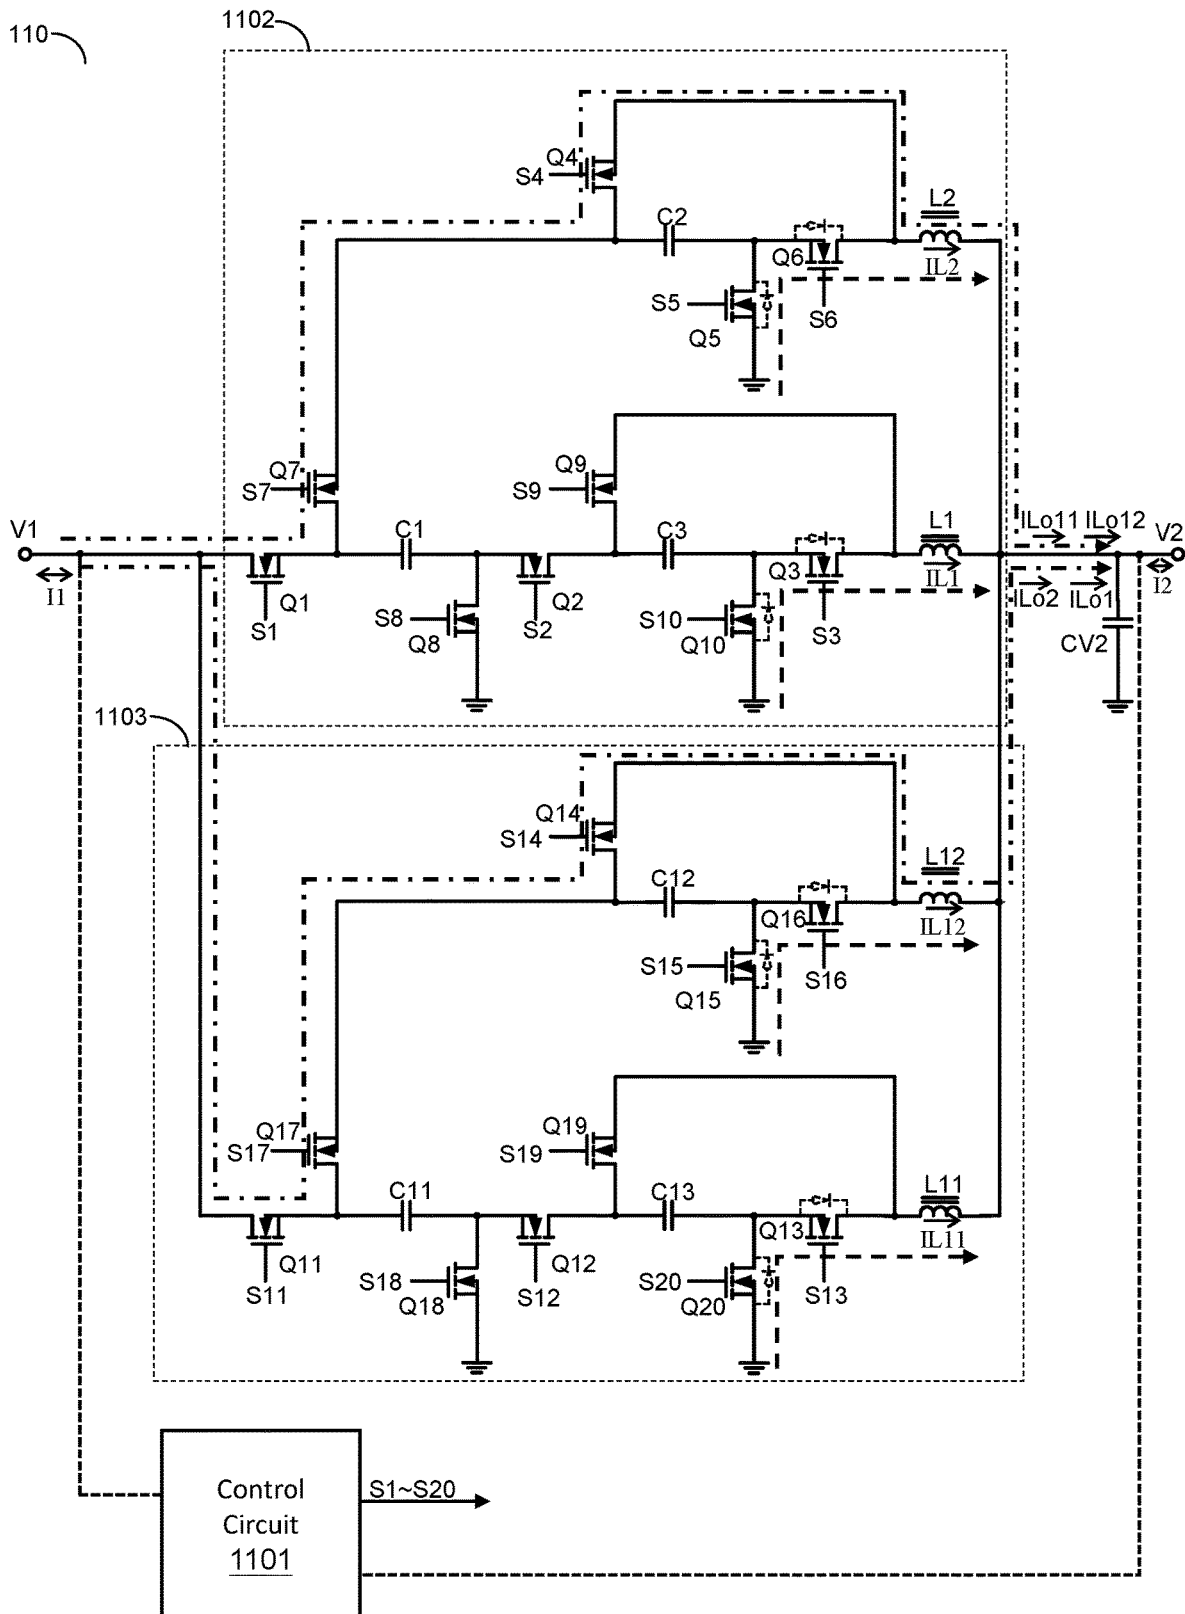 110
1102
Q4
S4
C2
L2
Q6
IL2
S5
Q5
S6
Q7
S7
Q9
S9
V1
C1
C3
L1
ILo11
ILo12
V2
I1
Q1
S1
S8
Q8
S2
Q2
S10
Q10
Q3
S3
IL1
ILo2
ILo1
I2
CV2
1103
Q14
S14
C12
L12
Q16
IL12
S15
Q15
S16
Q17
S17
Q19
S19
C11
C13
L11
Q13
IL11
Q11
S11
S18
Q18
Q12
S12
S20
Q20
S13
Control
Circuit
1101
S1~S20